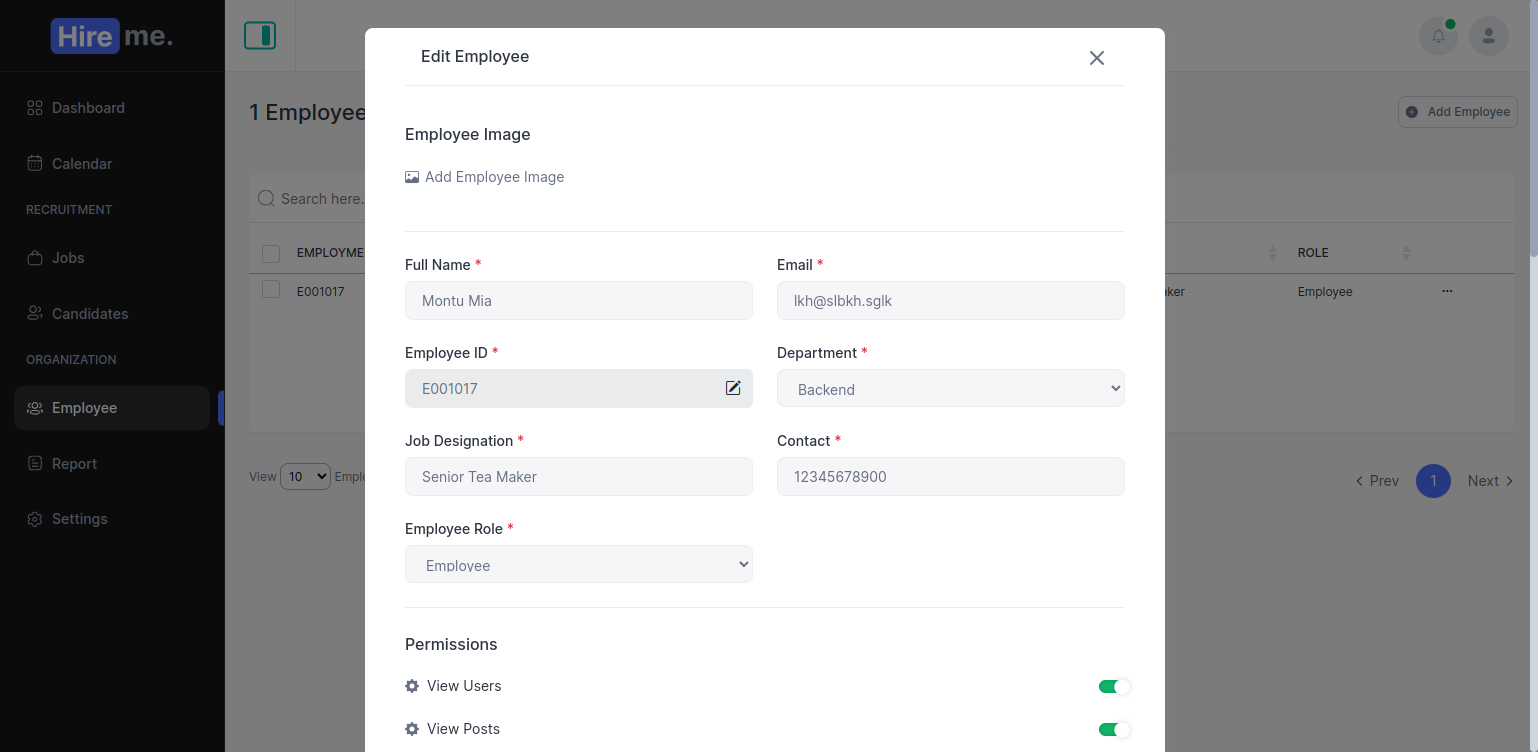 Hire me.
Dashboard
Calendar
RECRUITMENT
Jobs
Candidates
ORGANIZATION
Employee
Report
Settings
1 Employee
Add Employee
Search here.
EMPLOYME
ROLE
E001017
aker
Employee
View 10 Emplo
Prev 1 Next
Edit Employee
Employee Image
Add Employee Image
Full Name *
Email *
Montu Mia
lkh@slbkh.sglk
Employee ID *
Department *
E001017
Backend
Job Designation *
Contact *
Senior Tea Maker
12345678900
Employee Role *
Employee
Permissions
View Users
View Posts